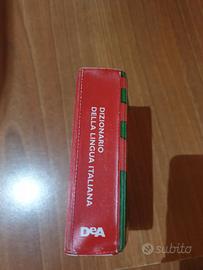 DIZIONARIO
DELLA LINGUA ITALIANA
DeA
subito